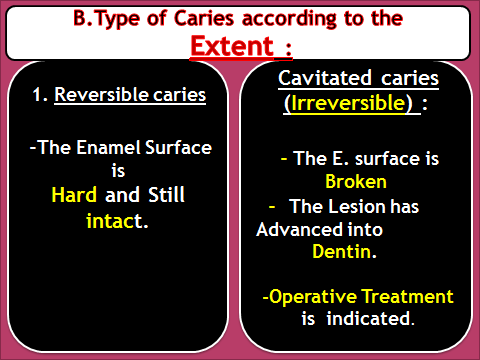 B.Type of Caries according to the
Extent :
1. Reversible caries
-The Enamel Surface
is
Hard and Still
intact.
Cavitated caries
(Irreversible) :
- The E. surface is
Broken
- The Lesion has
Advanced into
Dentin.
-Operative Treatment
is indicated.